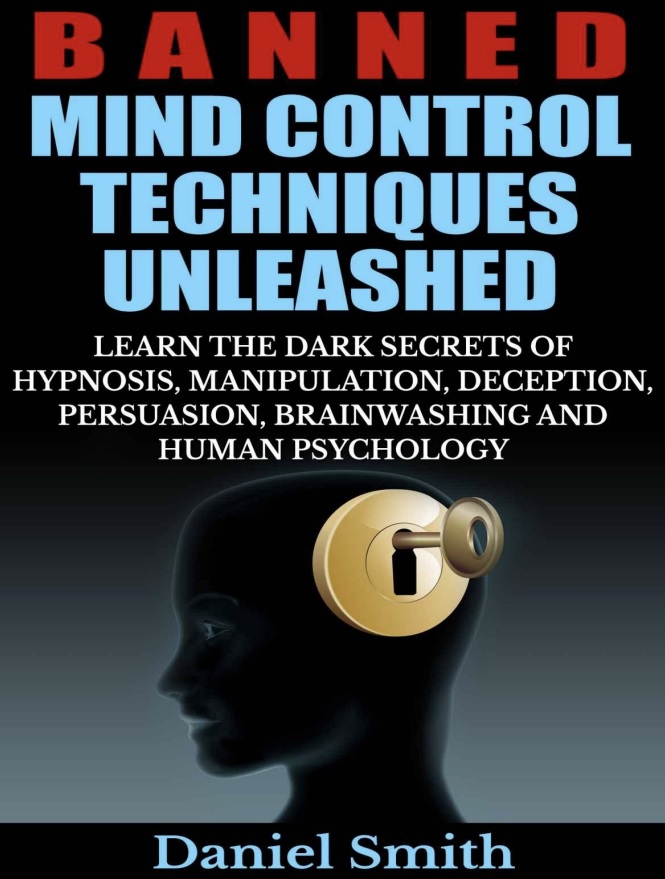 BANNED
MIND CONTROL
TECHNIQUES
UNLEASHED
LEARN THE DARK SECRETS OF
HYPNOSIS, MANIPULATION, DECEPTION,
PERSUASION, BRAINWASHING AND
HUMAN PSYCHOLOGY
Daniel Smith